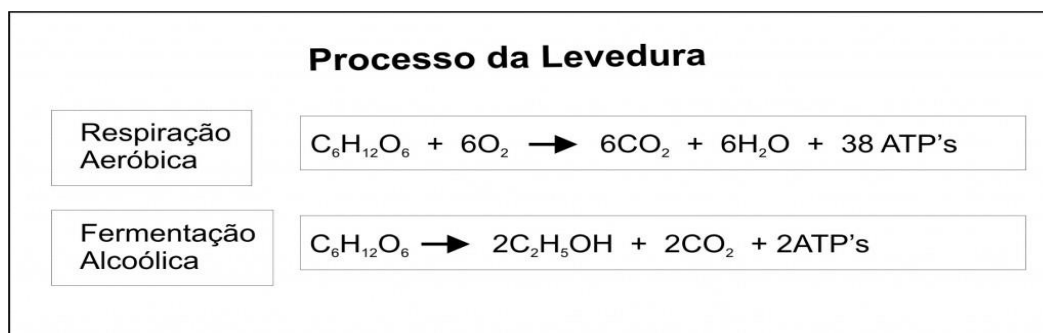 Processo da Levedura
Respiração
Aeróbica
C₆H₁₂O₆ + 6O₂ → 6CO₂ + 6H₂O + 38 ATP's
Fermentação
Alcoólica
C₆H₁₂O₆ → 2C₂H₅OH + 2CO₂ + 2ATP's